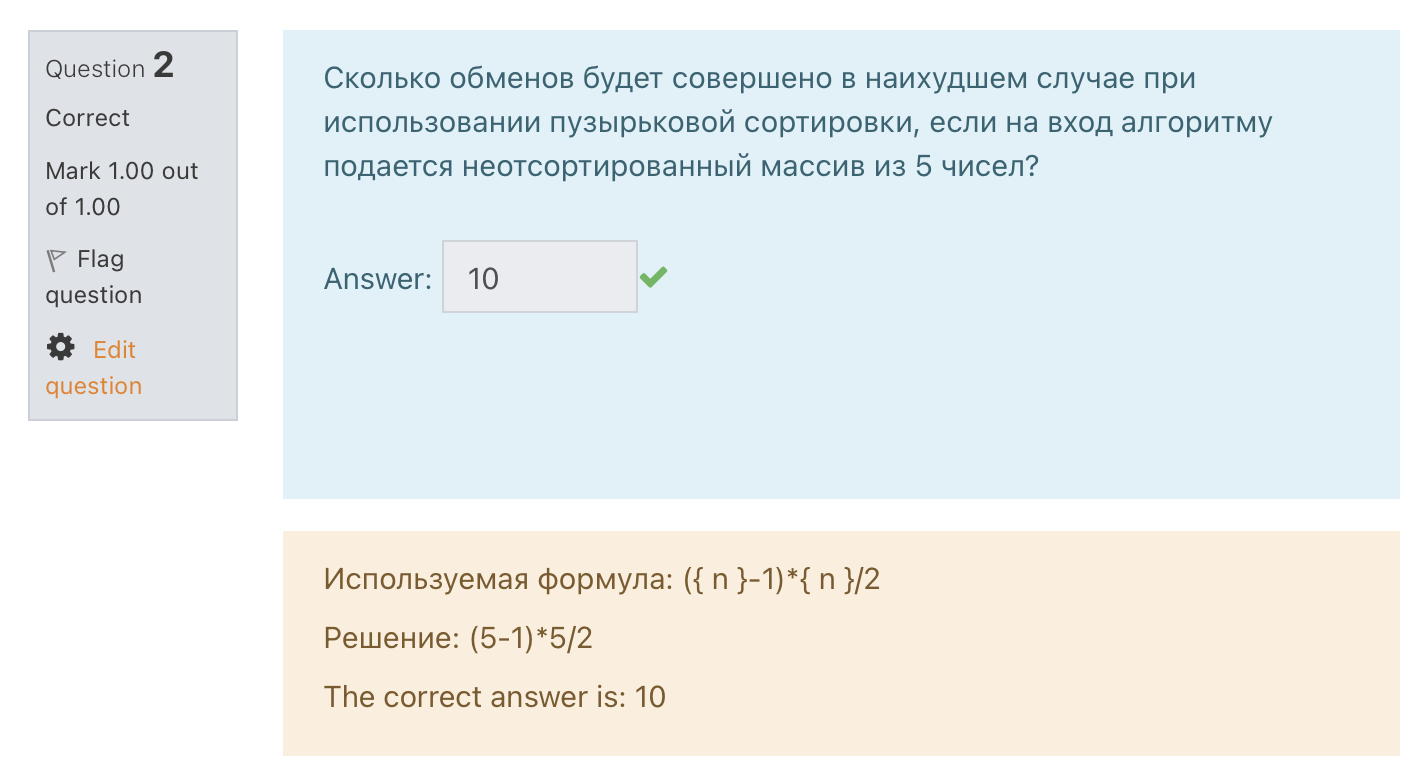 Question 2
Correct
Mark 1.00 out
of 1.00
Flag
question
Edit
question
Сколько обменов будет совершено в наихудшем случае при
использовании пузырьковой сортировки, если на вход алгоритму
подается неотсортированный массив из 5 чисел?
Answer: 10
Используемая формула: ({ n }-1)*{ n }/2
Решение: (5-1)*5/2
The correct answer is: 10